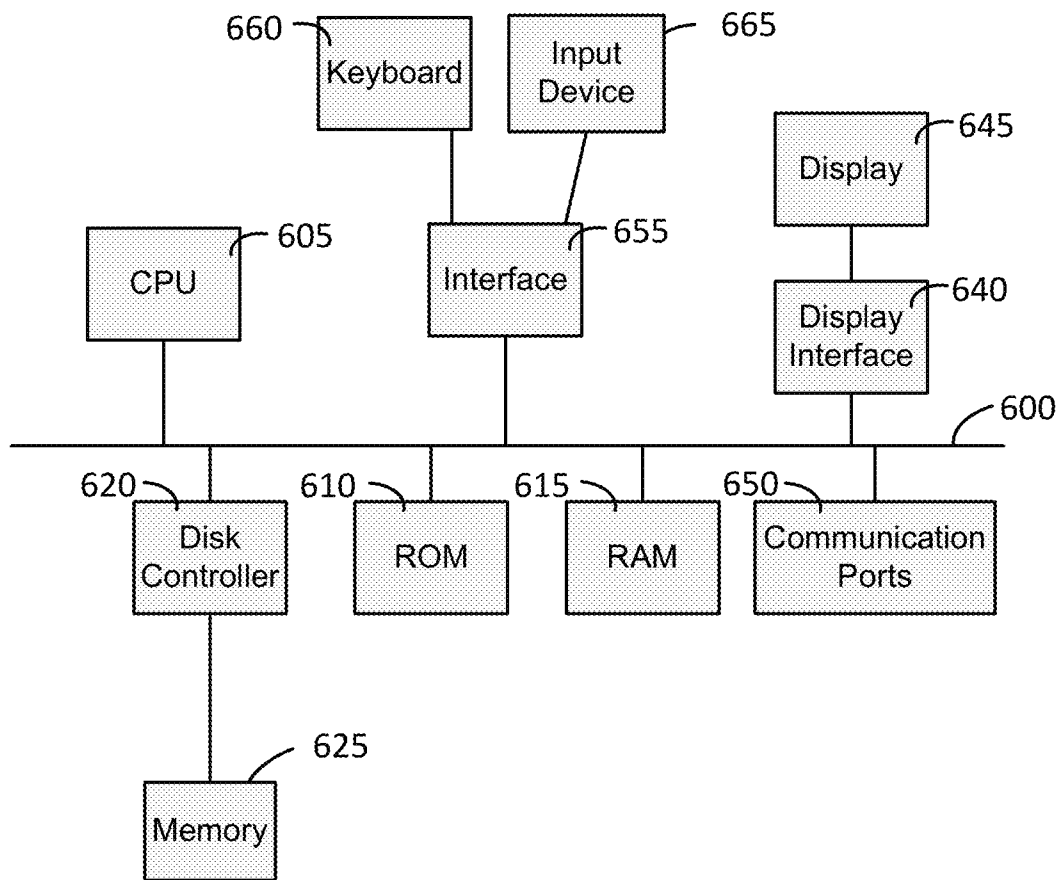 660
Keyboard
Input
Device
665
Display
645
CPU
605
Interface
655
Display
Interface
640
600
620
Disk
Controller
610
ROM
615
RAM
650
Communication
Ports
625
Memory